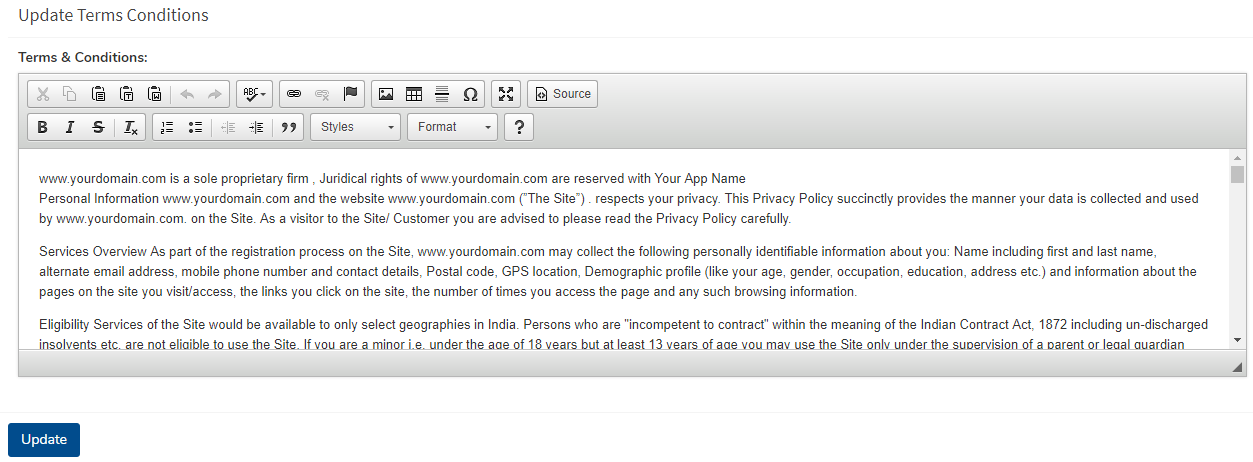 Update Terms Conditions
Terms & Conditions:
ABC
Ω
Source
B I S Tx
Styles
Format
?
www.yourdomain.com is a sole proprietary firm , Juridical rights of www.yourdomain.com are reserved with Your App Name
Personal Information www.yourdomain.com and the website www.yourdomain.com (”The Site”) . respects your privacy. This Privacy Policy succinctly provides the manner your data is collected and used
by www.yourdomain.com. on the Site. As a visitor to the Site/ Customer you are advised to please read the Privacy Policy carefully.
Services Overview As part of the registration process on the Site, www.yourdomain.com may collect the following personally identifiable information about you: Name including first and last name,
alternate email address, mobile phone number and contact details, Postal code, GPS location, Demographic profile (like your age, gender, occupation, education, address etc.) and information about the
pages on the site you visit/access, the links you click on the site, the number of times you access the page and any such browsing information.
Eligibility Services of the Site would be available to only select geographies in India. Persons who are "incompetent to contract" within the meaning of the Indian Contract Act, 1872 including un-discharged
insolvents etc. are not eligible to use the Site. If you are a minor i.e. under the age of 18 years but at least 13 years of age you may use the Site only under the supervision of a parent or legal guardian
Update